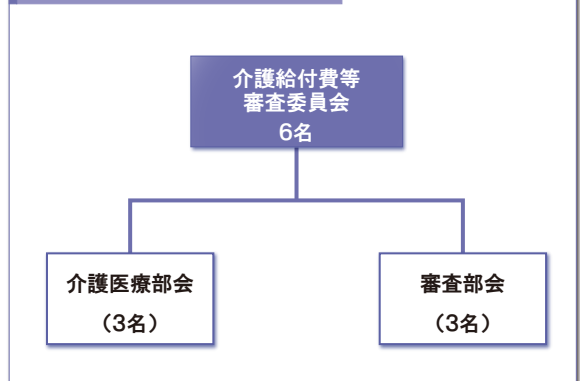 介護給付費等
審査委員会
6名
介護医療部会
（3名）
審査部会
（3名）